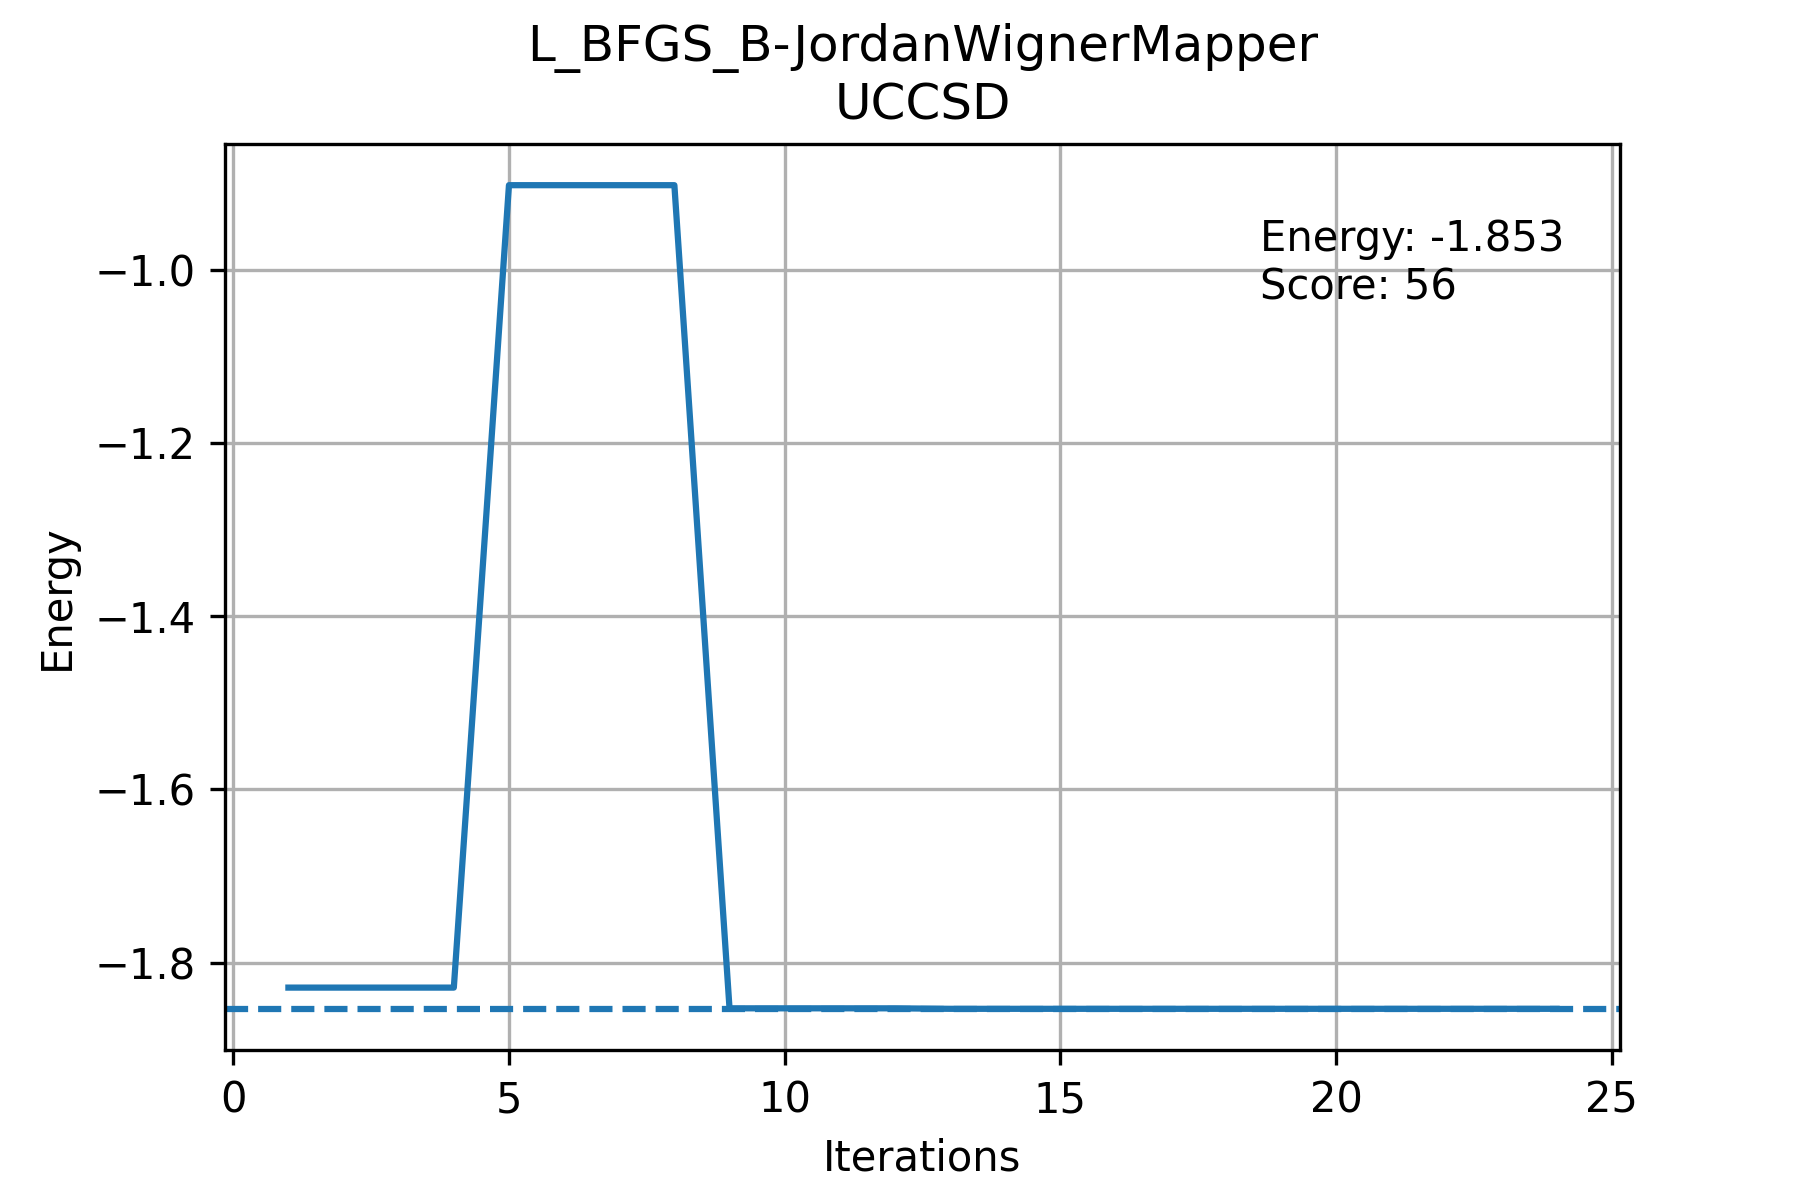 L_BFGS_B-JordanWignerMapper
UCCSD
Energy: -1.853
Score: 56
−1.0
−1.2
−1.4
−1.6
−1.8
Energy
0 5 10 15 20 25
Iterations